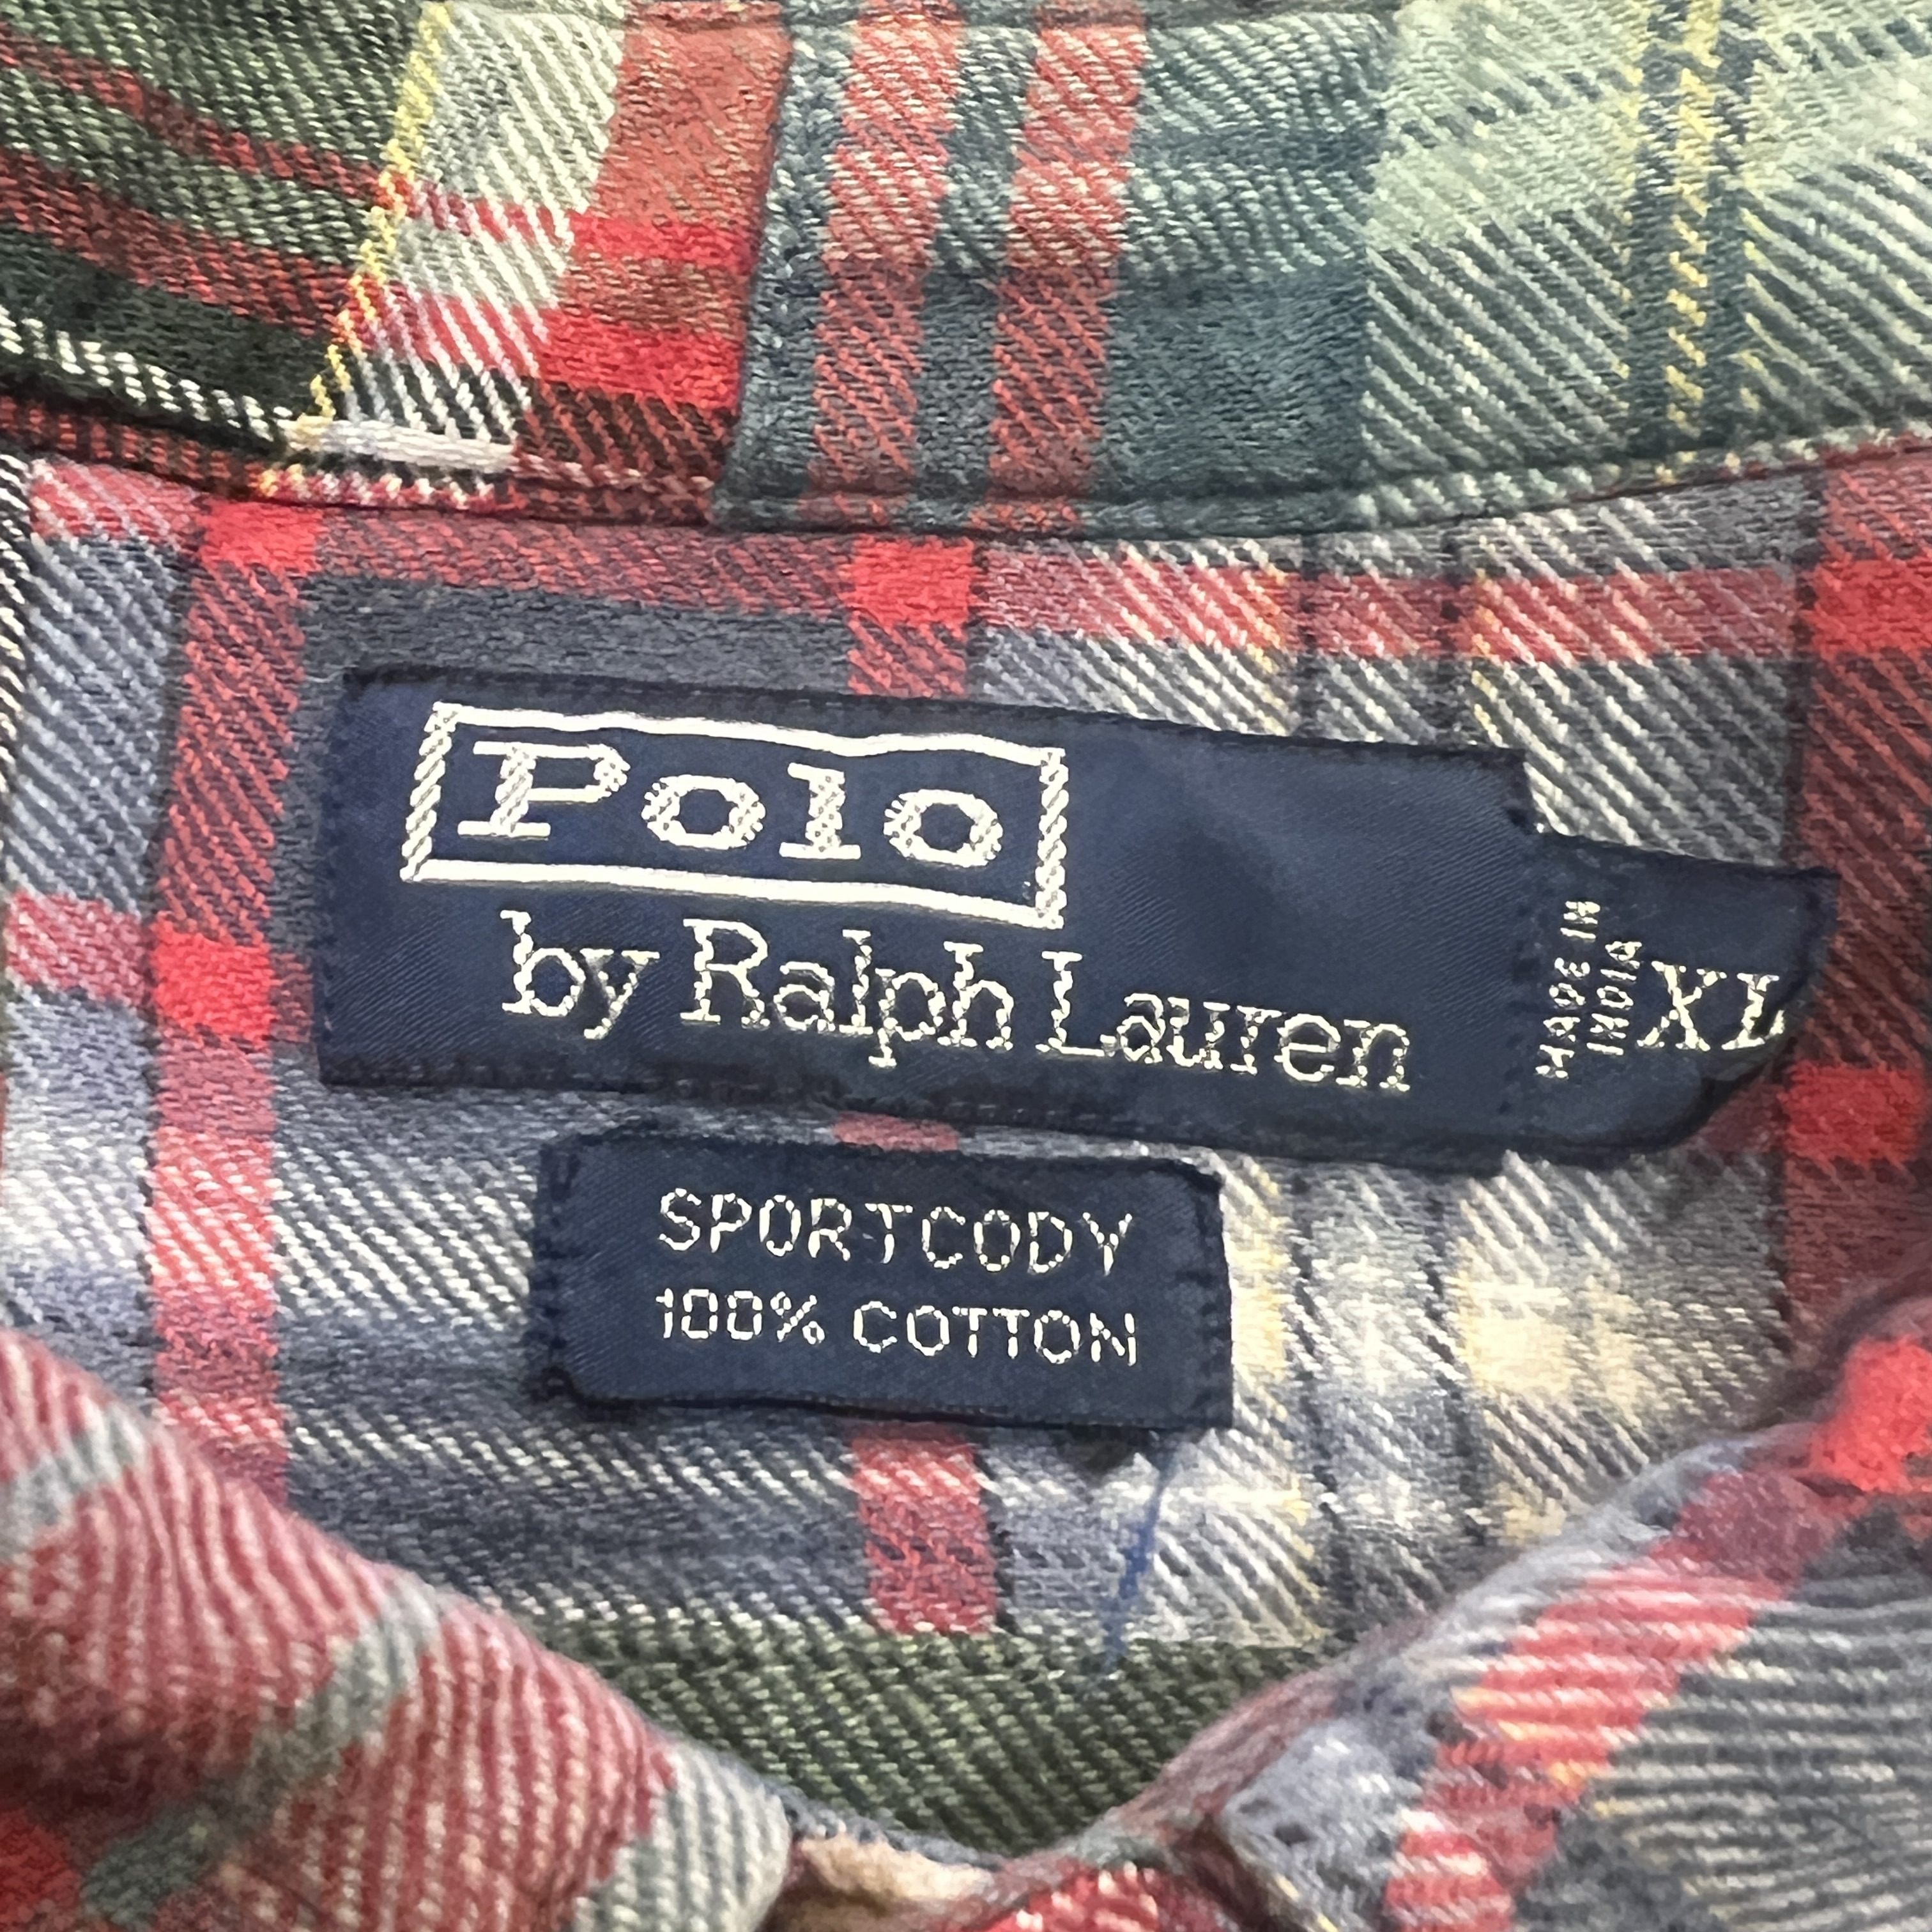 Polo
by Ralph Lauren
MADE IN
INDIA
XL
SPORTCODY
100% COTTON